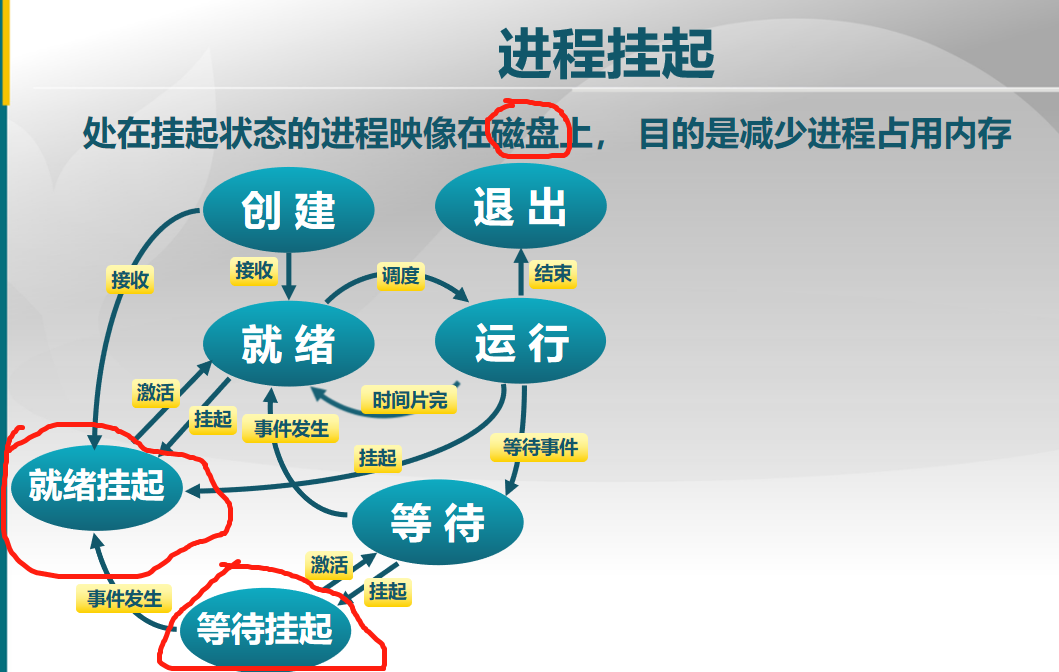 进程挂起
处在挂起状态的进程映像在磁盘上， 目的是减少进程占用内存
创 建
退 出
接收
接收
调度
结束
就 绪
运 行
激活
挂起
时间片完
事件发生
挂起
等待事件
就绪挂起
等 待
激活
挂起
事件发生
等待挂起